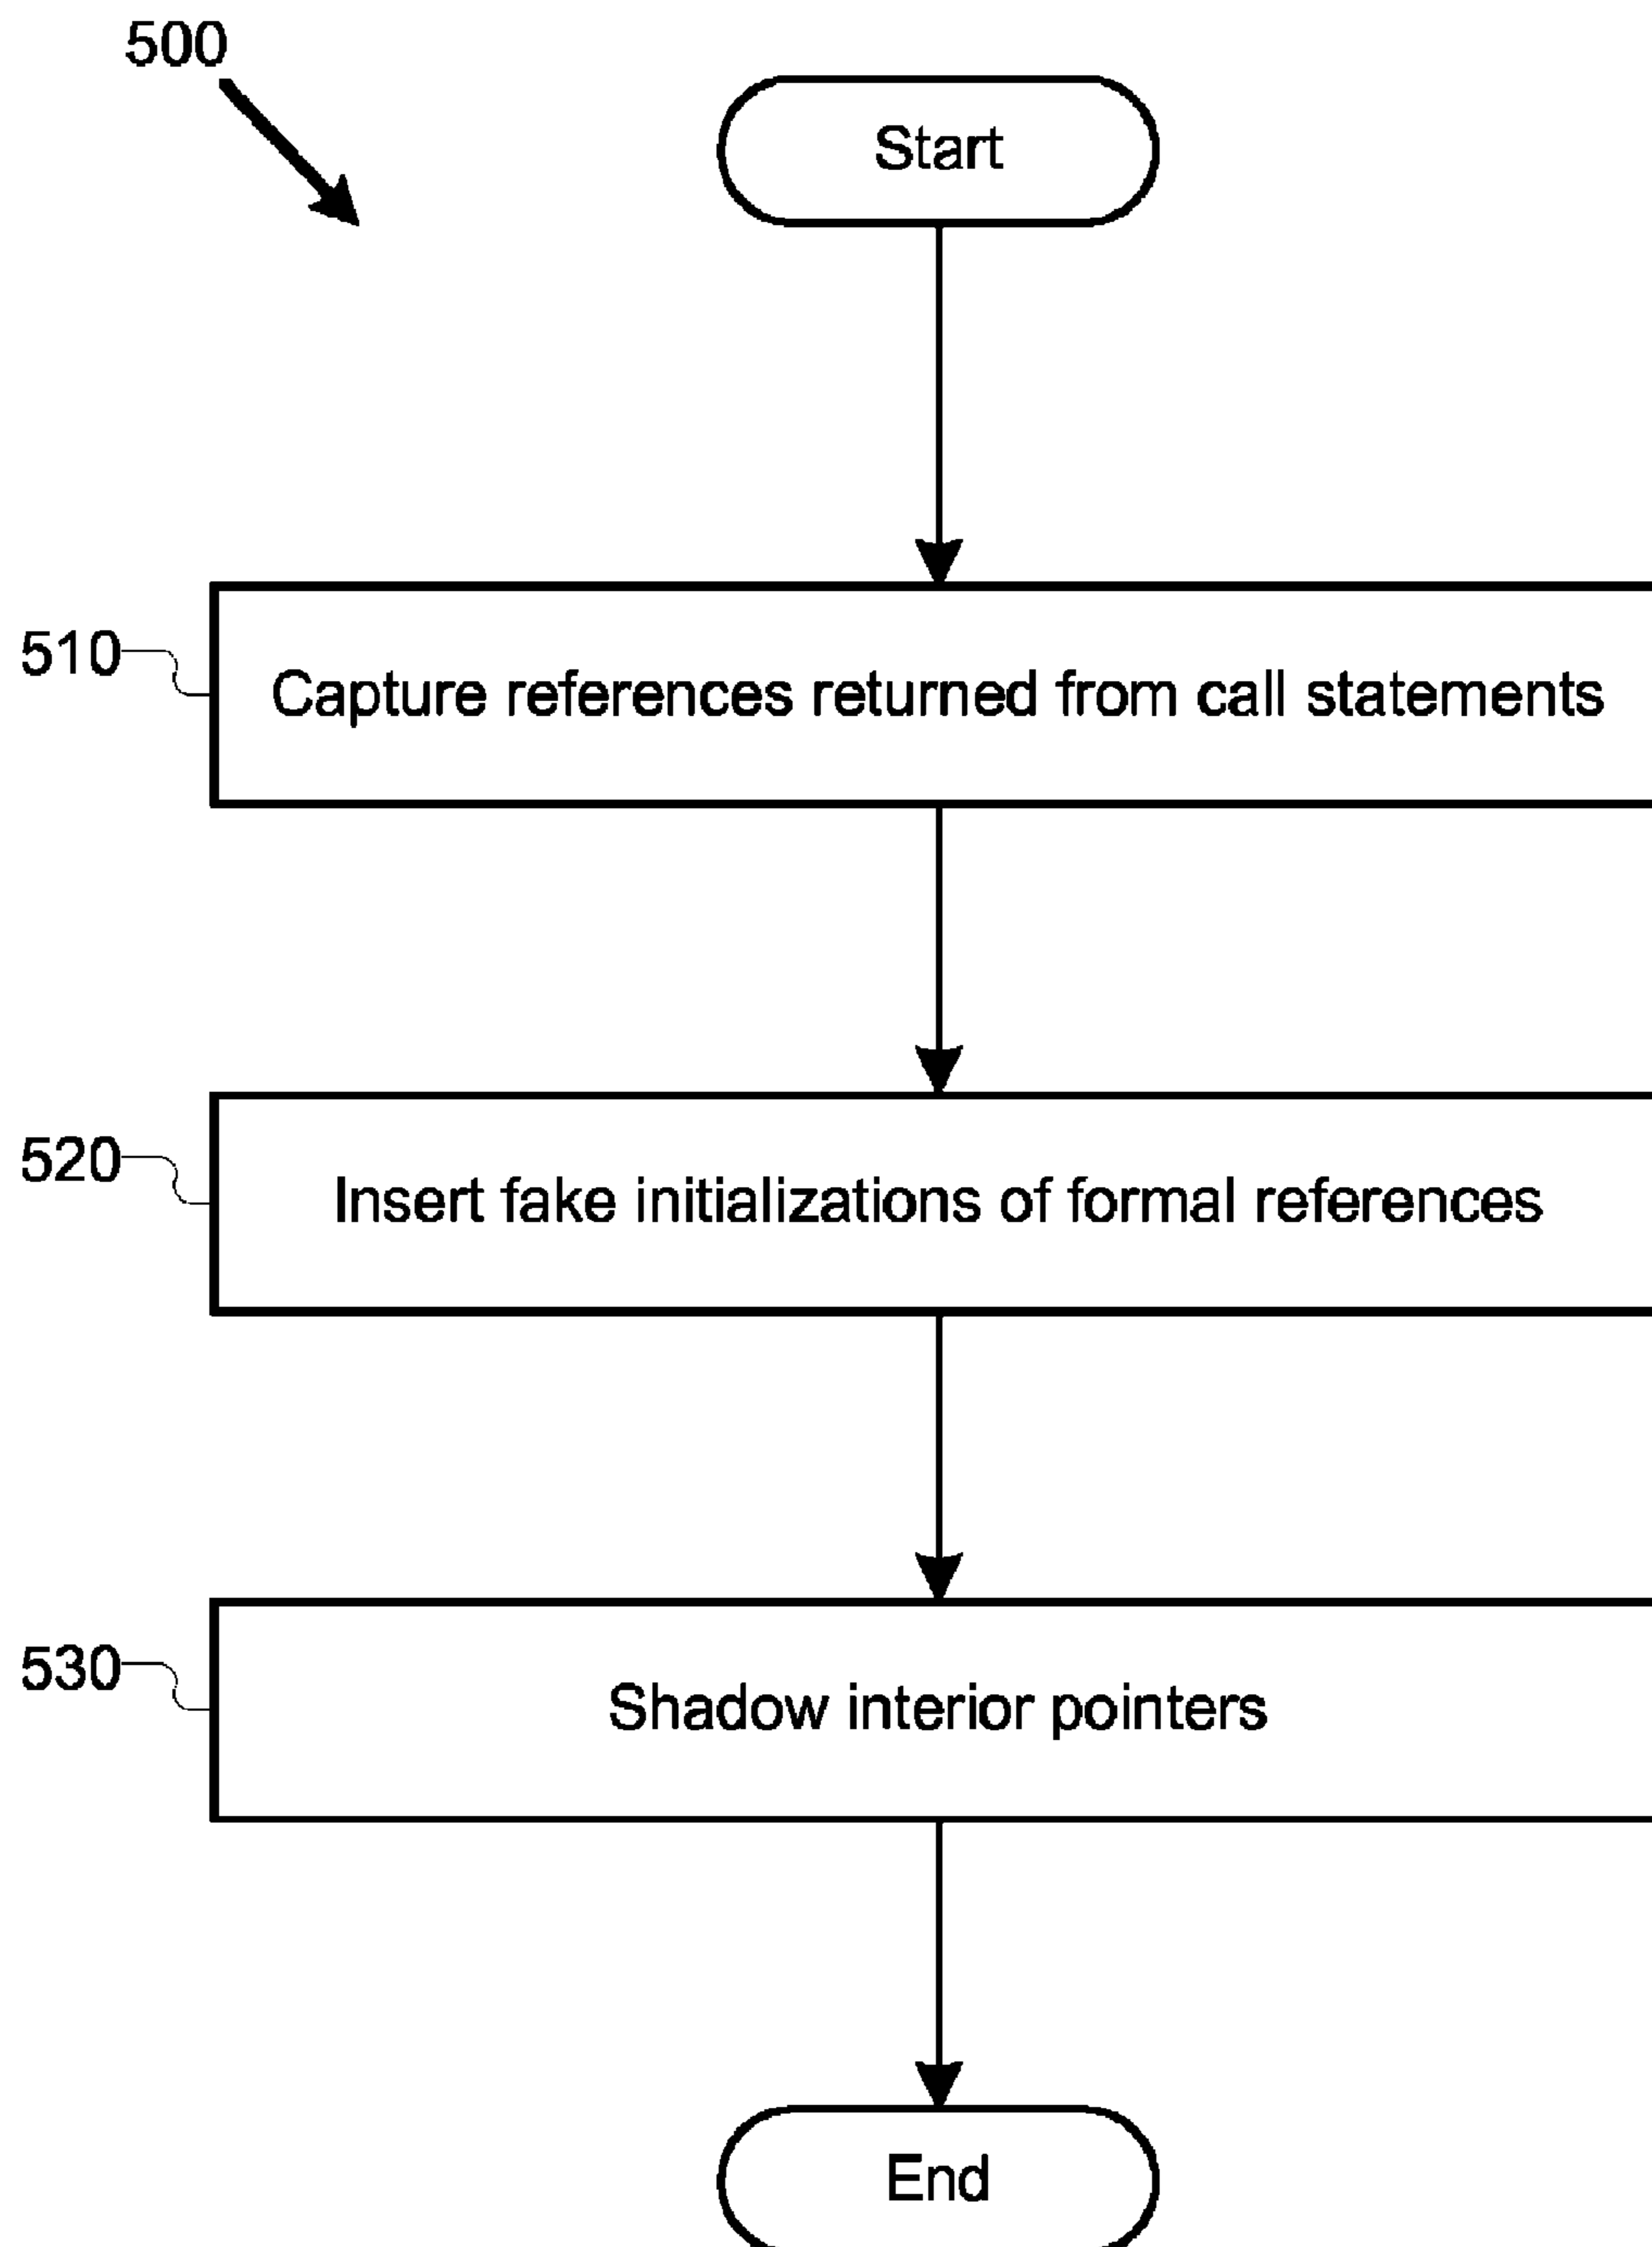 500
Start
510
Capture references returned from call statements
520
Insert fake initializations of formal references
530
Shadow interior pointers
End